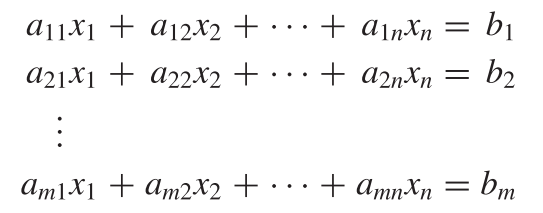 a₁₁x₁ + a₁₂x₂ + ⋯ + a₁ₙxₙ = b₁
a₂₁x₁ + a₂₂x₂ + ⋯ + a₂ₙxₙ = b₂
⋮
aₘ₁x₁ + aₘ₂x₂ + ⋯ + aₘₙxₙ = bₘ